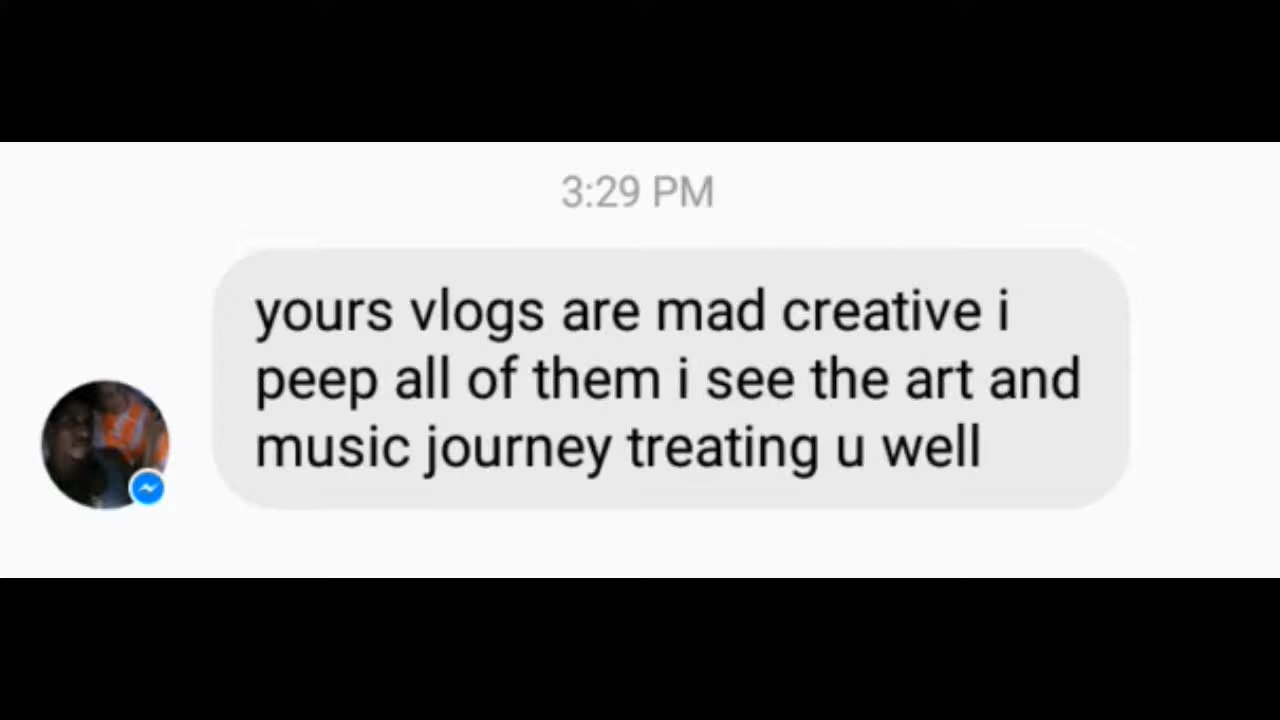 3:29 PM
yours vlogs are mad creative i
peep all of them i see the art and
music journey treating u well